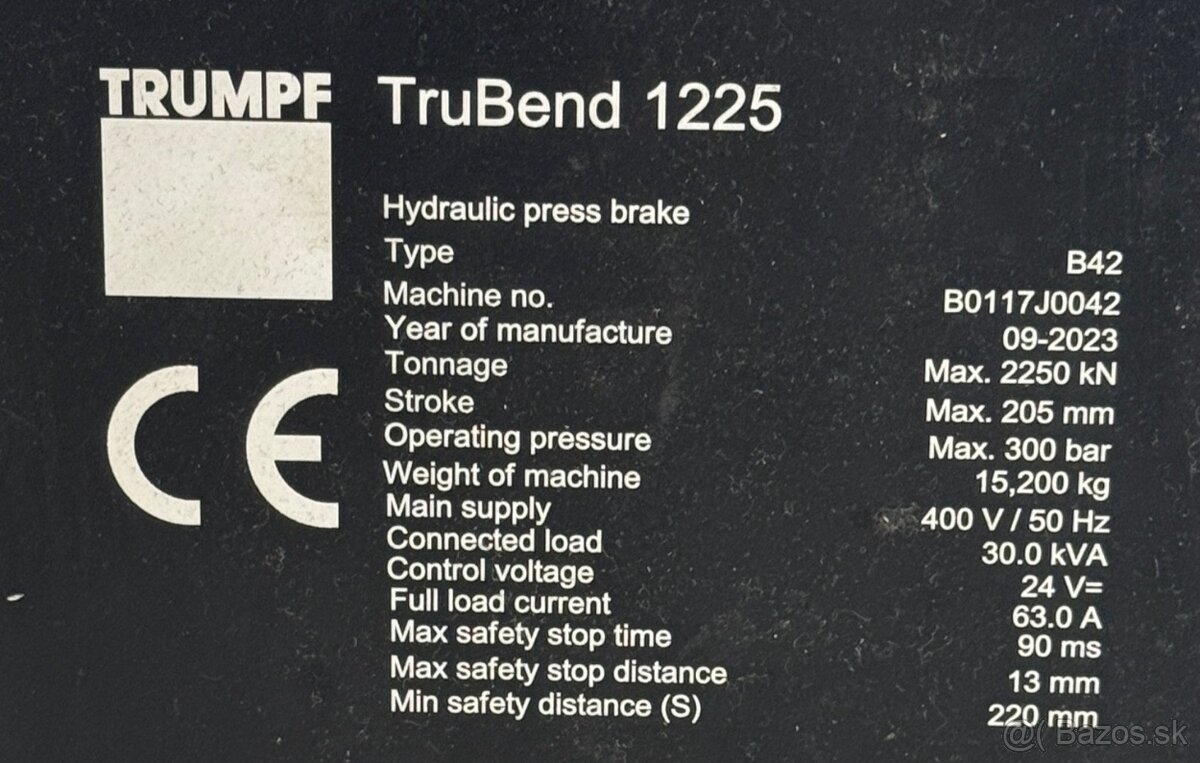 TRUMPF TruBend 1225
Hydraulic press brake
Type B42
Machine no. B0117J0042
Year of manufacture 09-2023
Tonnage Max. 2250 kN
Stroke Max. 205 mm
Operating pressure Max. 300 bar
Weight of machine 15,200 kg
Main supply 400 V / 50 Hz
Connected load 30.0 kVA
Control voltage 24 V=
Full load current 63.0 A
Max safety stop time 90 ms
Max safety stop distance 13 mm
Min safety distance (S) 220 mm
CE
@( Bazos.sk